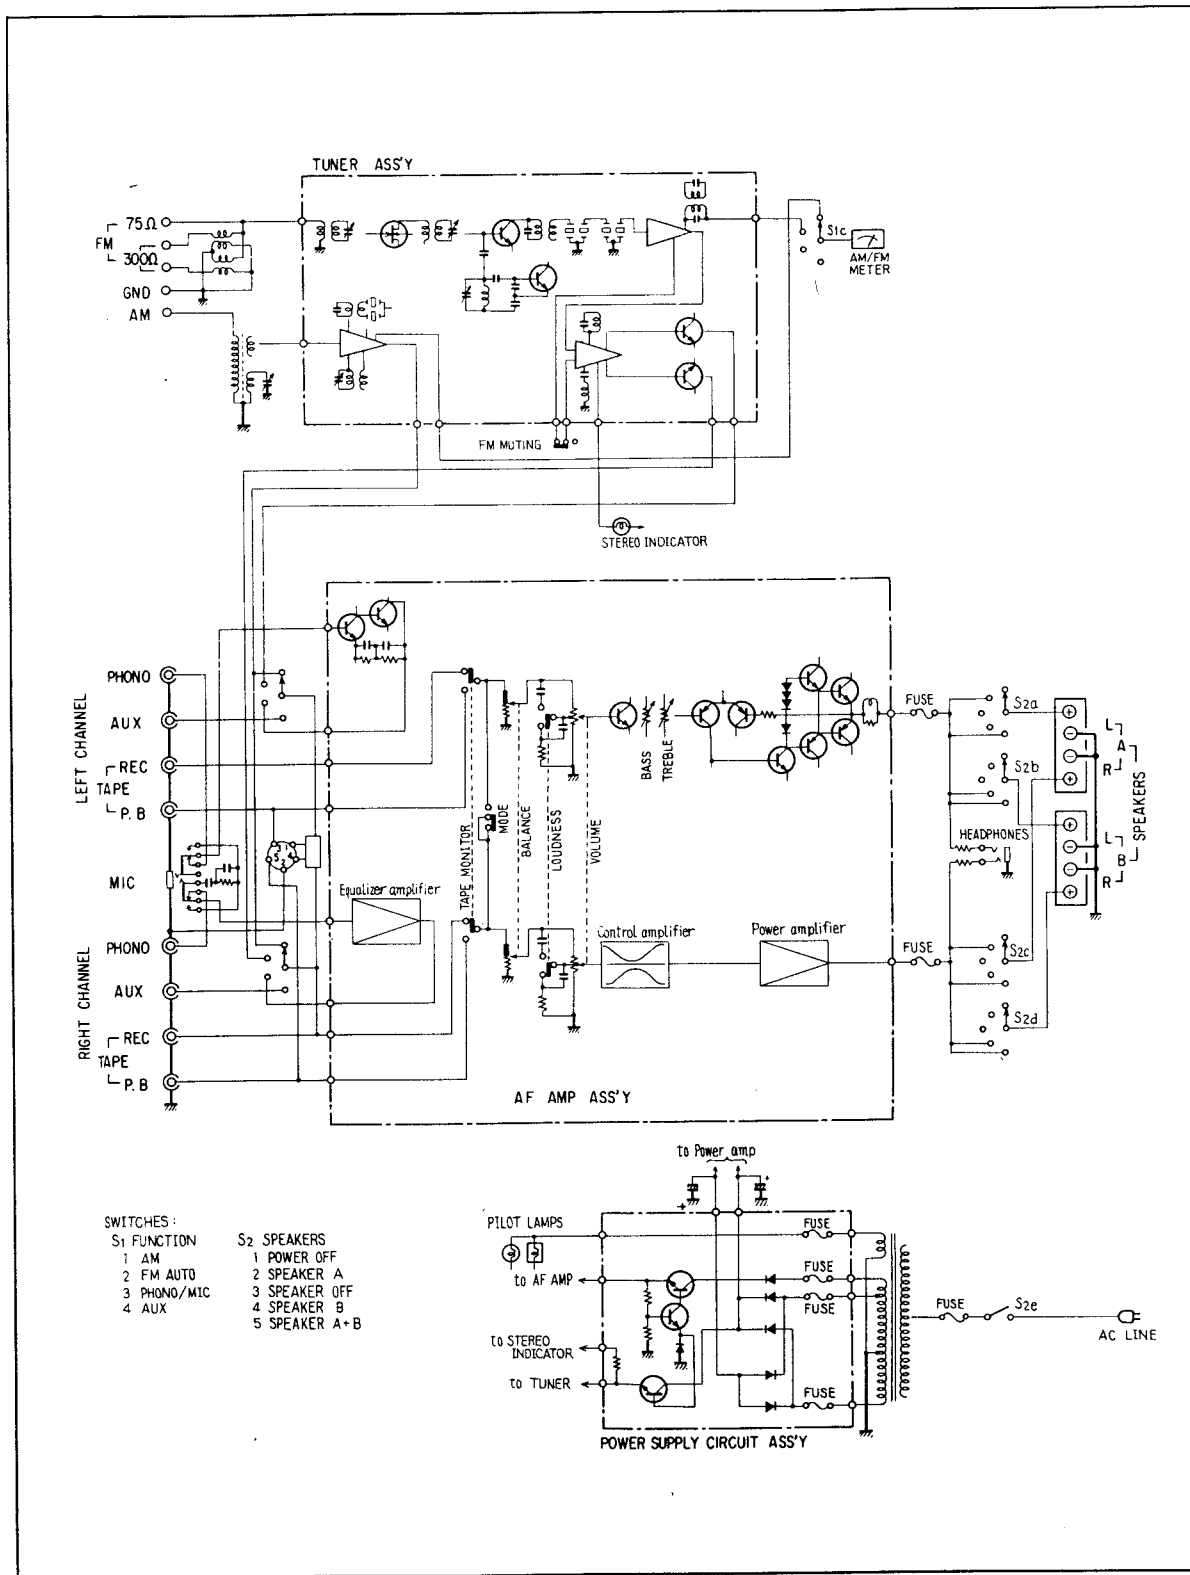 TUNER ASS'Y
75Ω
FM
300Ω
GND
AM
S1c
AM/FM
METER
FM MUTING
STEREO INDICATOR
LEFT CHANNEL
PHONO
AUX
REC
TAPE
P.B
MIC
3 1
5 4
2
RIGHT CHANNEL
PHONO
AUX
REC
TAPE
P.B
Equalizer amplifier
TAPE MONITOR
MODE
BALANCE
LOUDNESS
VOLUME
BASS
TREBLE
Control amplifier
Power amplifier
AF AMP ASS'Y
FUSE
S2a
S2b
HEADPHONES
FUSE
S2c
S2d
+
−
−
+
L
A
R
+
−
−
+
L
B
R
SPEAKERS
to Power amp
+
+
SWITCHES:
S1 FUNCTION
1 AM
2 FM AUTO
3 PHONO/MIC
4 AUX
S2 SPEAKERS
1 POWER OFF
2 SPEAKER A
3 SPEAKER OFF
4 SPEAKER B
5 SPEAKER A+B
PILOT LAMPS
to AF AMP
to STEREO
INDICATOR
to TUNER
FUSE
FUSE
FUSE
FUSE
FUSE
S2e
AC LINE
POWER SUPPLY CIRCUIT ASS'Y